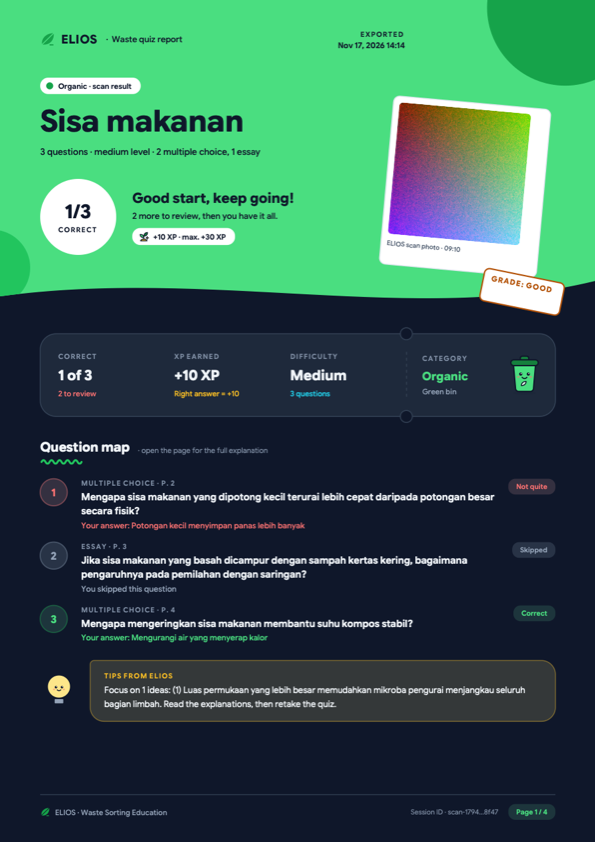 ELIOS · Waste quiz report
EXPORTED
Nov 17, 2026 14:14
Organic · scan result
Sisa makanan
3 questions · medium level · 2 multiple choice, 1 essay
1/3
CORRECT
Good start, keep going!
2 more to review, then you have it all.
+10 XP · max. +30 XP
ELIOS scan photo · 09:10
GRADE: GOOD
CORRECT
1 of 3
2 to review
XP EARNED
+10 XP
Right answer = +10
DIFFICULTY
Medium
3 questions
CATEGORY
Organic
Green bin
Question map · open the page for the full explanation
1
MULTIPLE CHOICE · P. 2
Mengapa sisa makanan yang dipotong kecil terurai lebih cepat daripada potongan besar
secara fisik?
Your answer: Potongan kecil menyimpan panas lebih banyak
Not quite
2
ESSAY · P. 3
Jika sisa makanan yang basah dicampur dengan sampah kertas kering, bagaimana
pengaruhnya pada pemilahan dengan saringan?
You skipped this question
Skipped
3
MULTIPLE CHOICE · P. 4
Mengapa mengeringkan sisa makanan membantu suhu kompos stabil?
Your answer: Mengurangi air yang menyerap kalor
Correct
TIPS FROM ELIOS
Focus on 1 ideas: (1) Luas permukaan yang lebih besar memudahkan mikroba pengurai menjangkau seluruh
bagian limbah. Read the explanations, then retake the quiz.
ELIOS · Waste Sorting Education
Session ID · scan-1794...8f47
Page 1 / 4